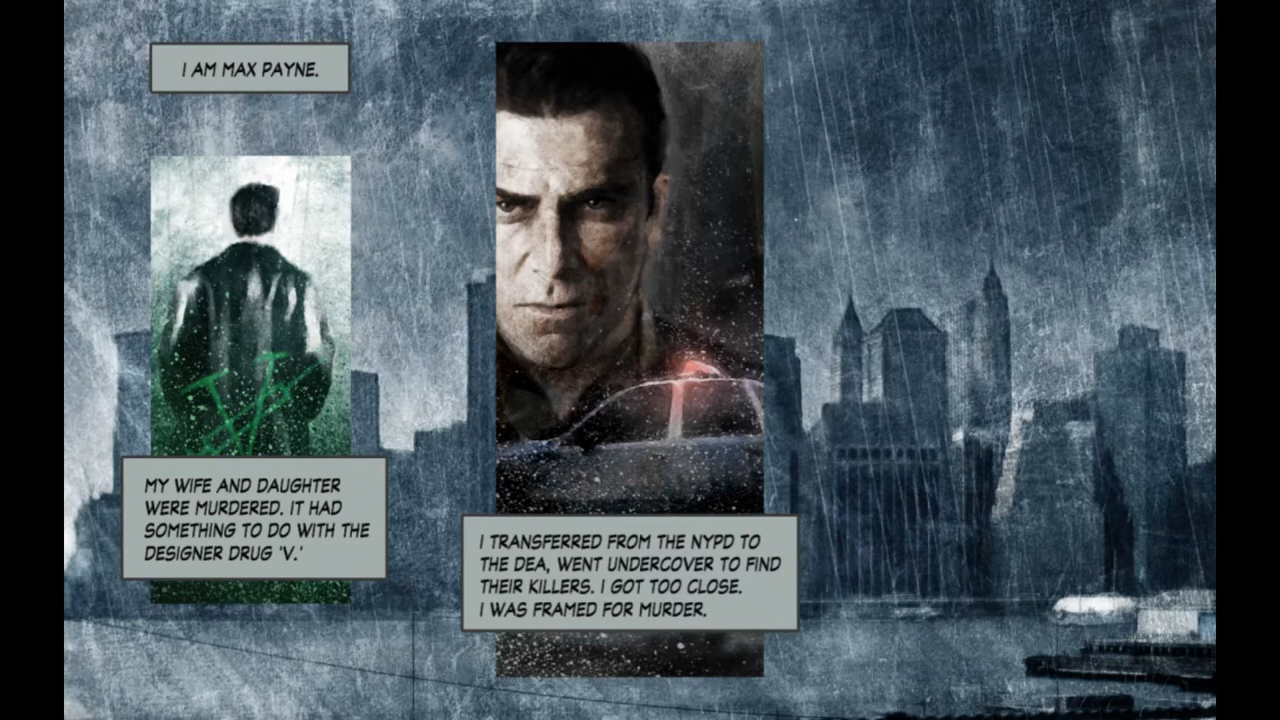 I AM MAX PAYNE.
MY WIFE AND DAUGHTER
WERE MURDERED. IT HAD
SOMETHING TO DO WITH THE
DESIGNER DRUG 'V.'
I TRANSFERRED FROM THE NYPD TO
THE DEA, WENT UNDERCOVER TO FIND
THEIR KILLERS. I GOT TOO CLOSE.
I WAS FRAMED FOR MURDER.